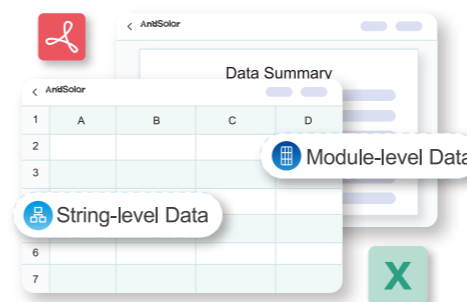 < AndSolar
Data Summary
< AndSolar
1 A B C D
2
3
Module-level Data
String-level Data
6
7
X